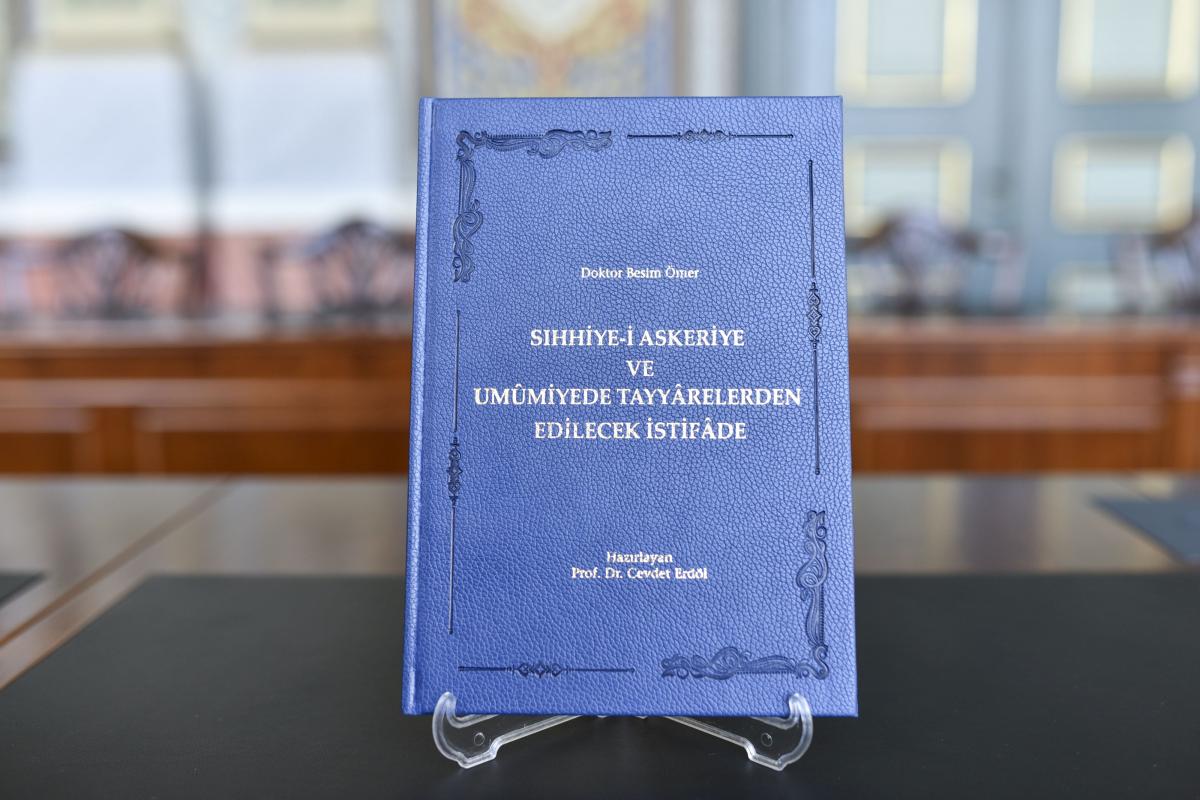 Doktor Besim Ömer
SIHHİYE-İ ASKERİYE
VE
UMÛMİYEDE TAYYÂRELERDEN
EDİLECEK İSTİFÂDE
Hazırlayan
Prof. Dr. Cevdet Erdöl